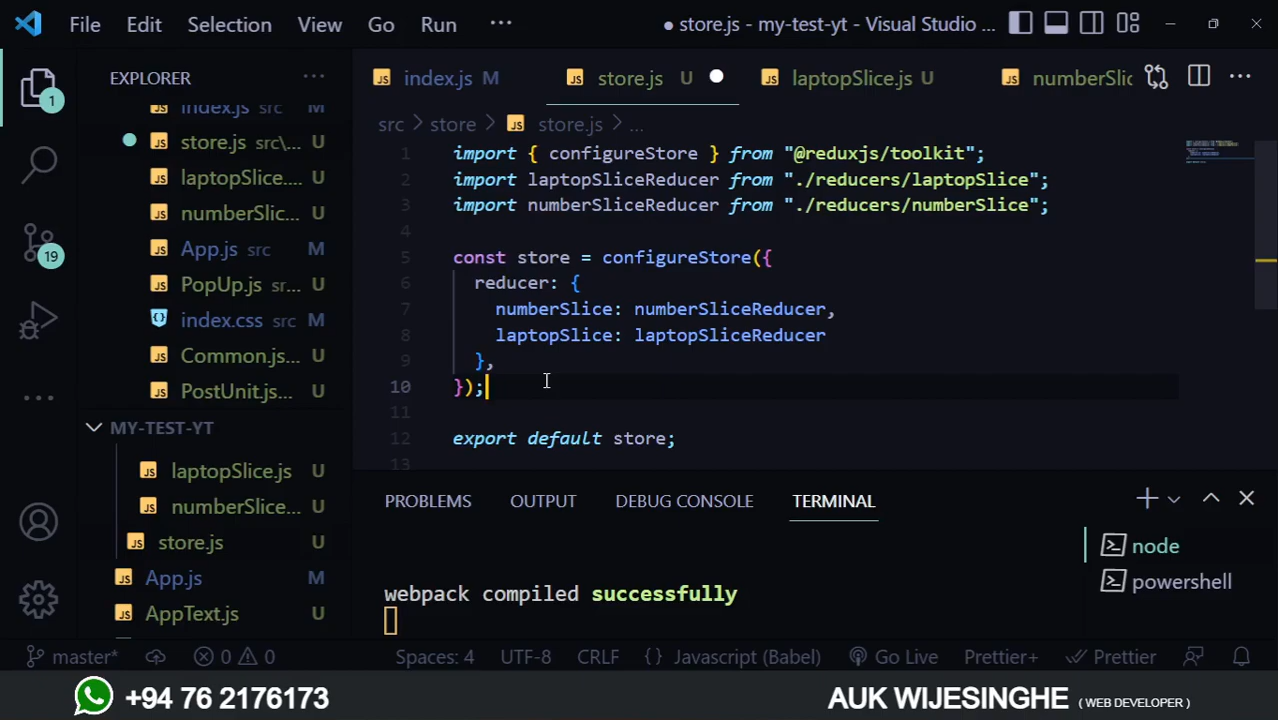 File Edit Selection View Go Run ··· ● store.js - my-test-yt - Visual Studio ...
EXPLORER ···
index.js src M
store.js src\... U
laptopSlice.... U
numberSlic... U
App.js src M
PopUp.js... U
index.css src M
Common.js... U
PostUnit.js... U
MY-TEST-YT
laptopSlice.js U
numberSlice... U
store.js U
App.js M
AppText.js U
1
19
index.js M store.js U ● laptopSlice.js U numberSlic
src > store > store.js > ...
1 import { configureStore } from "@reduxjs/toolkit";
2 import laptopSliceReducer from "./reducers/laptopSlice";
3 import numberSliceReducer from "./reducers/numberSlice";
4
5 const store = configureStore({
6 reducer: {
7 numberSlice: numberSliceReducer,
8 laptopSlice: laptopSliceReducer
9 },
10 });
11
12 export default store;
13
PROBLEMS OUTPUT DEBUG CONSOLE TERMINAL
webpack compiled successfully
node
powershell
master* 0 0 Spaces: 4 UTF-8 CRLF {} Javascript (Babel) Go Live Prettier+ Prettier
+94 76 2176173 AUK WIJESINGHE ( WEB DEVELOPER )